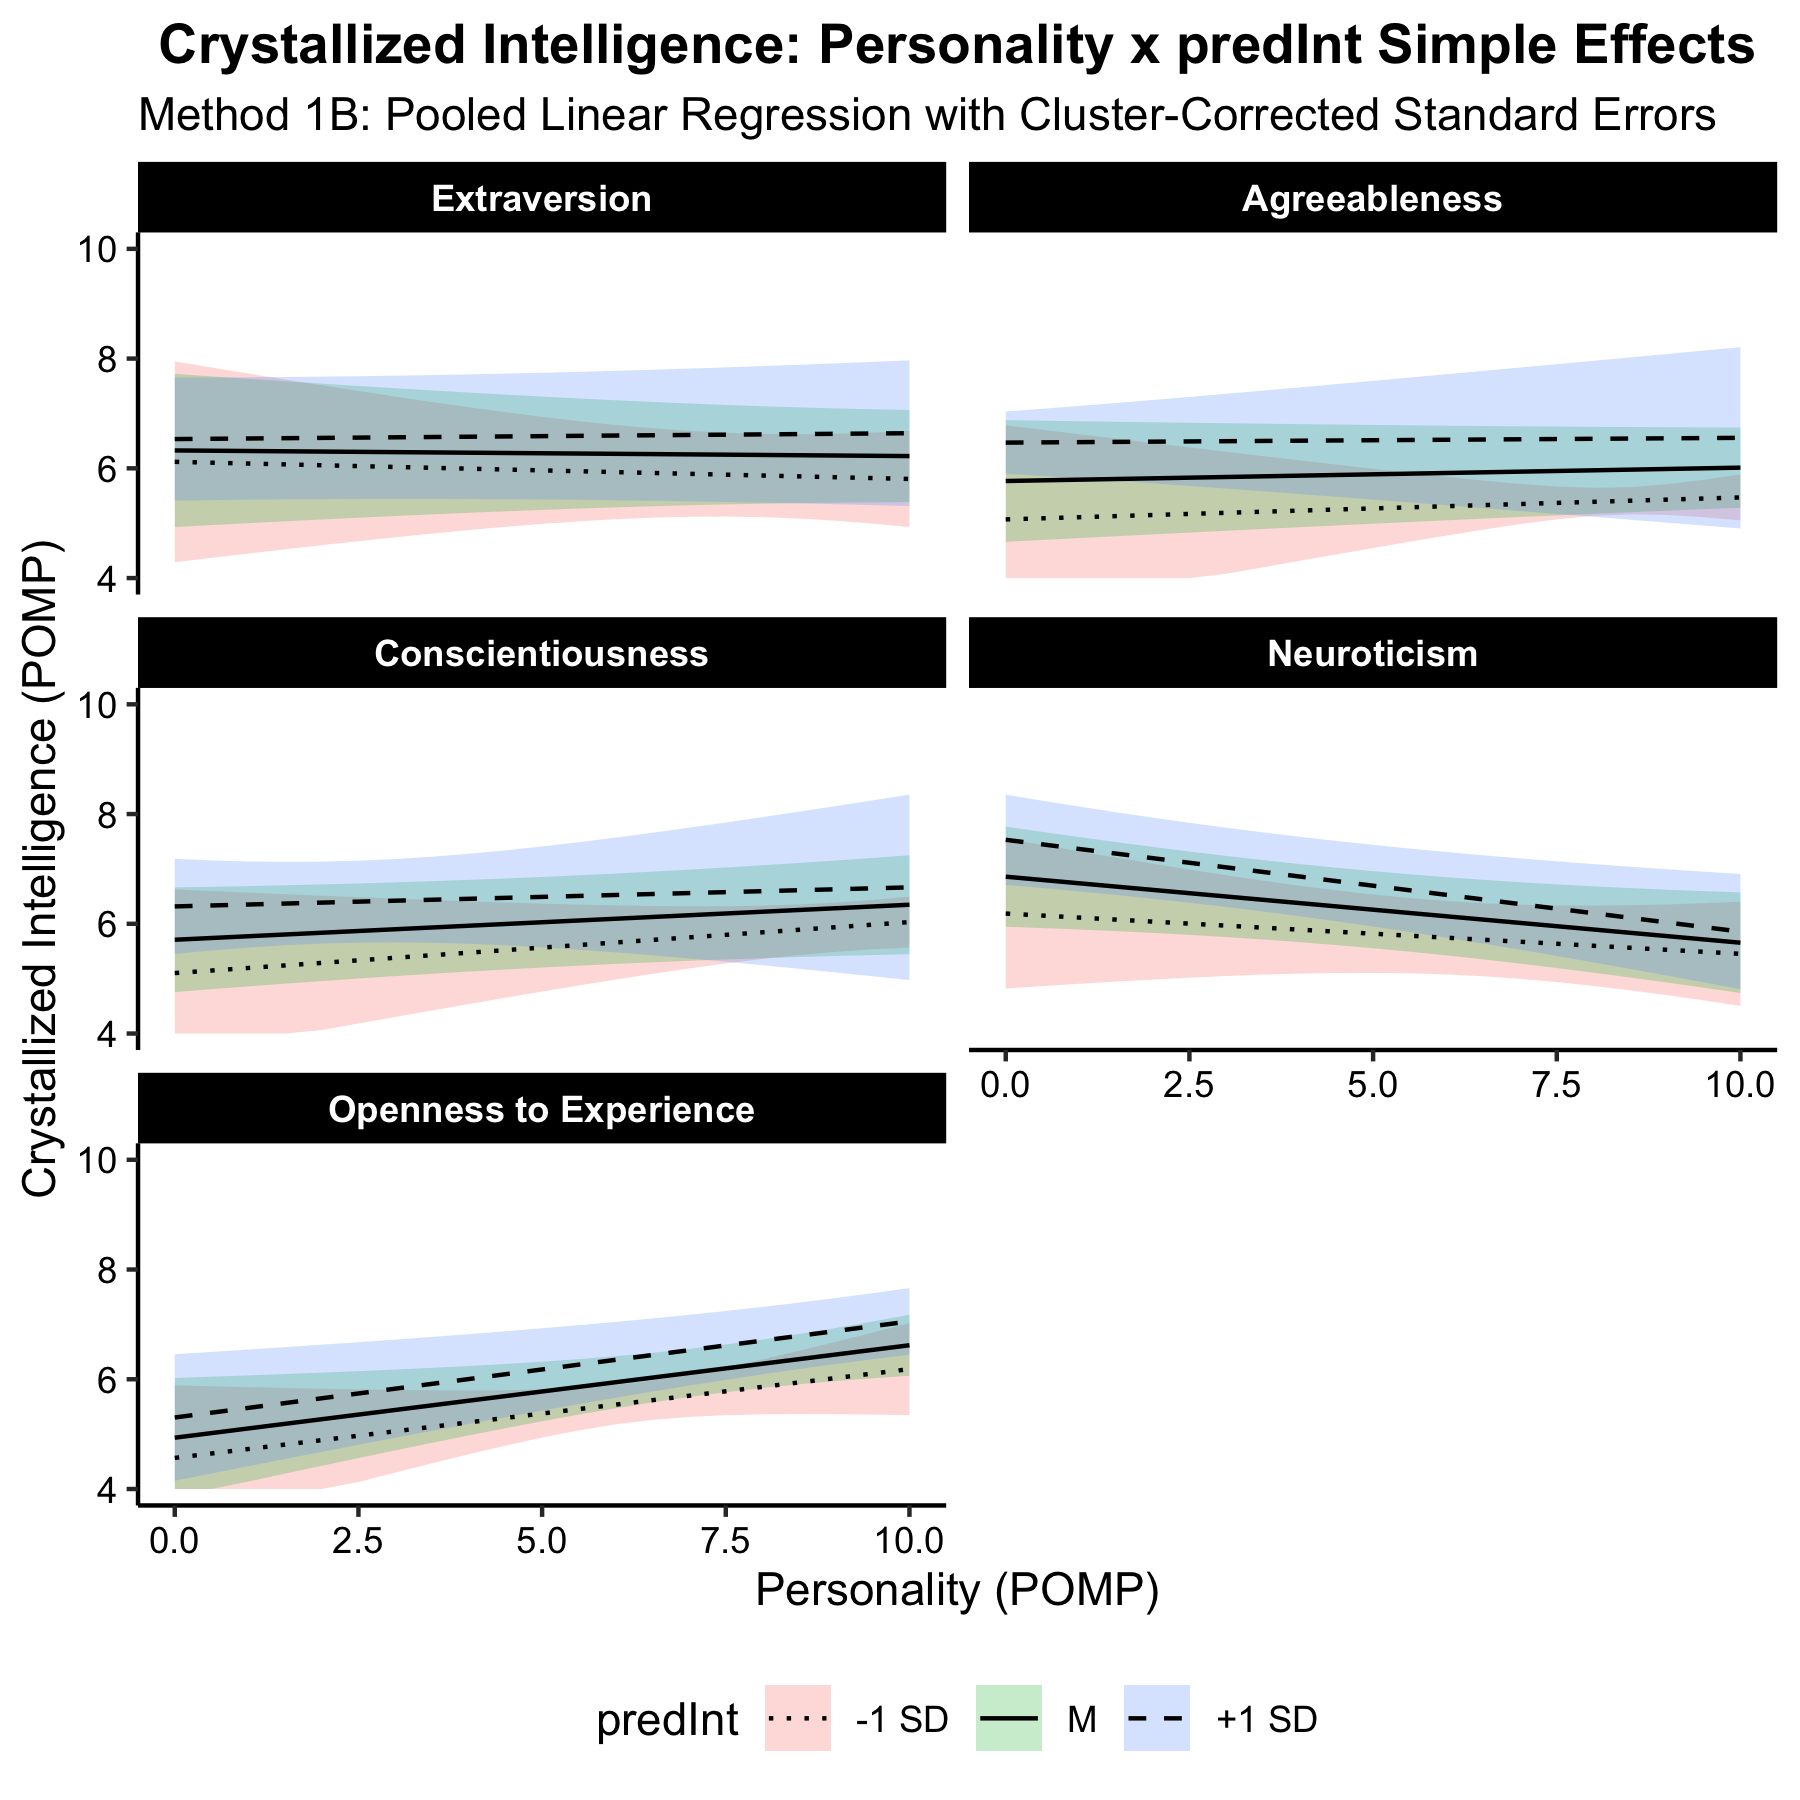 Crystallized Intelligence: Personality x predInt Simple Effects
Method 1B: Pooled Linear Regression with Cluster-Corrected Standard Errors
Extraversion
Agreeableness
10
8
6
4
Conscientiousness
Neuroticism
10
8
6
4
0.0 2.5 5.0 7.5 10.0
Openness to Experience
10
8
6
4
0.0 2.5 5.0 7.5 10.0
Crystallized Intelligence (POMP)
Personality (POMP)
predInt -1 SD M +1 SD